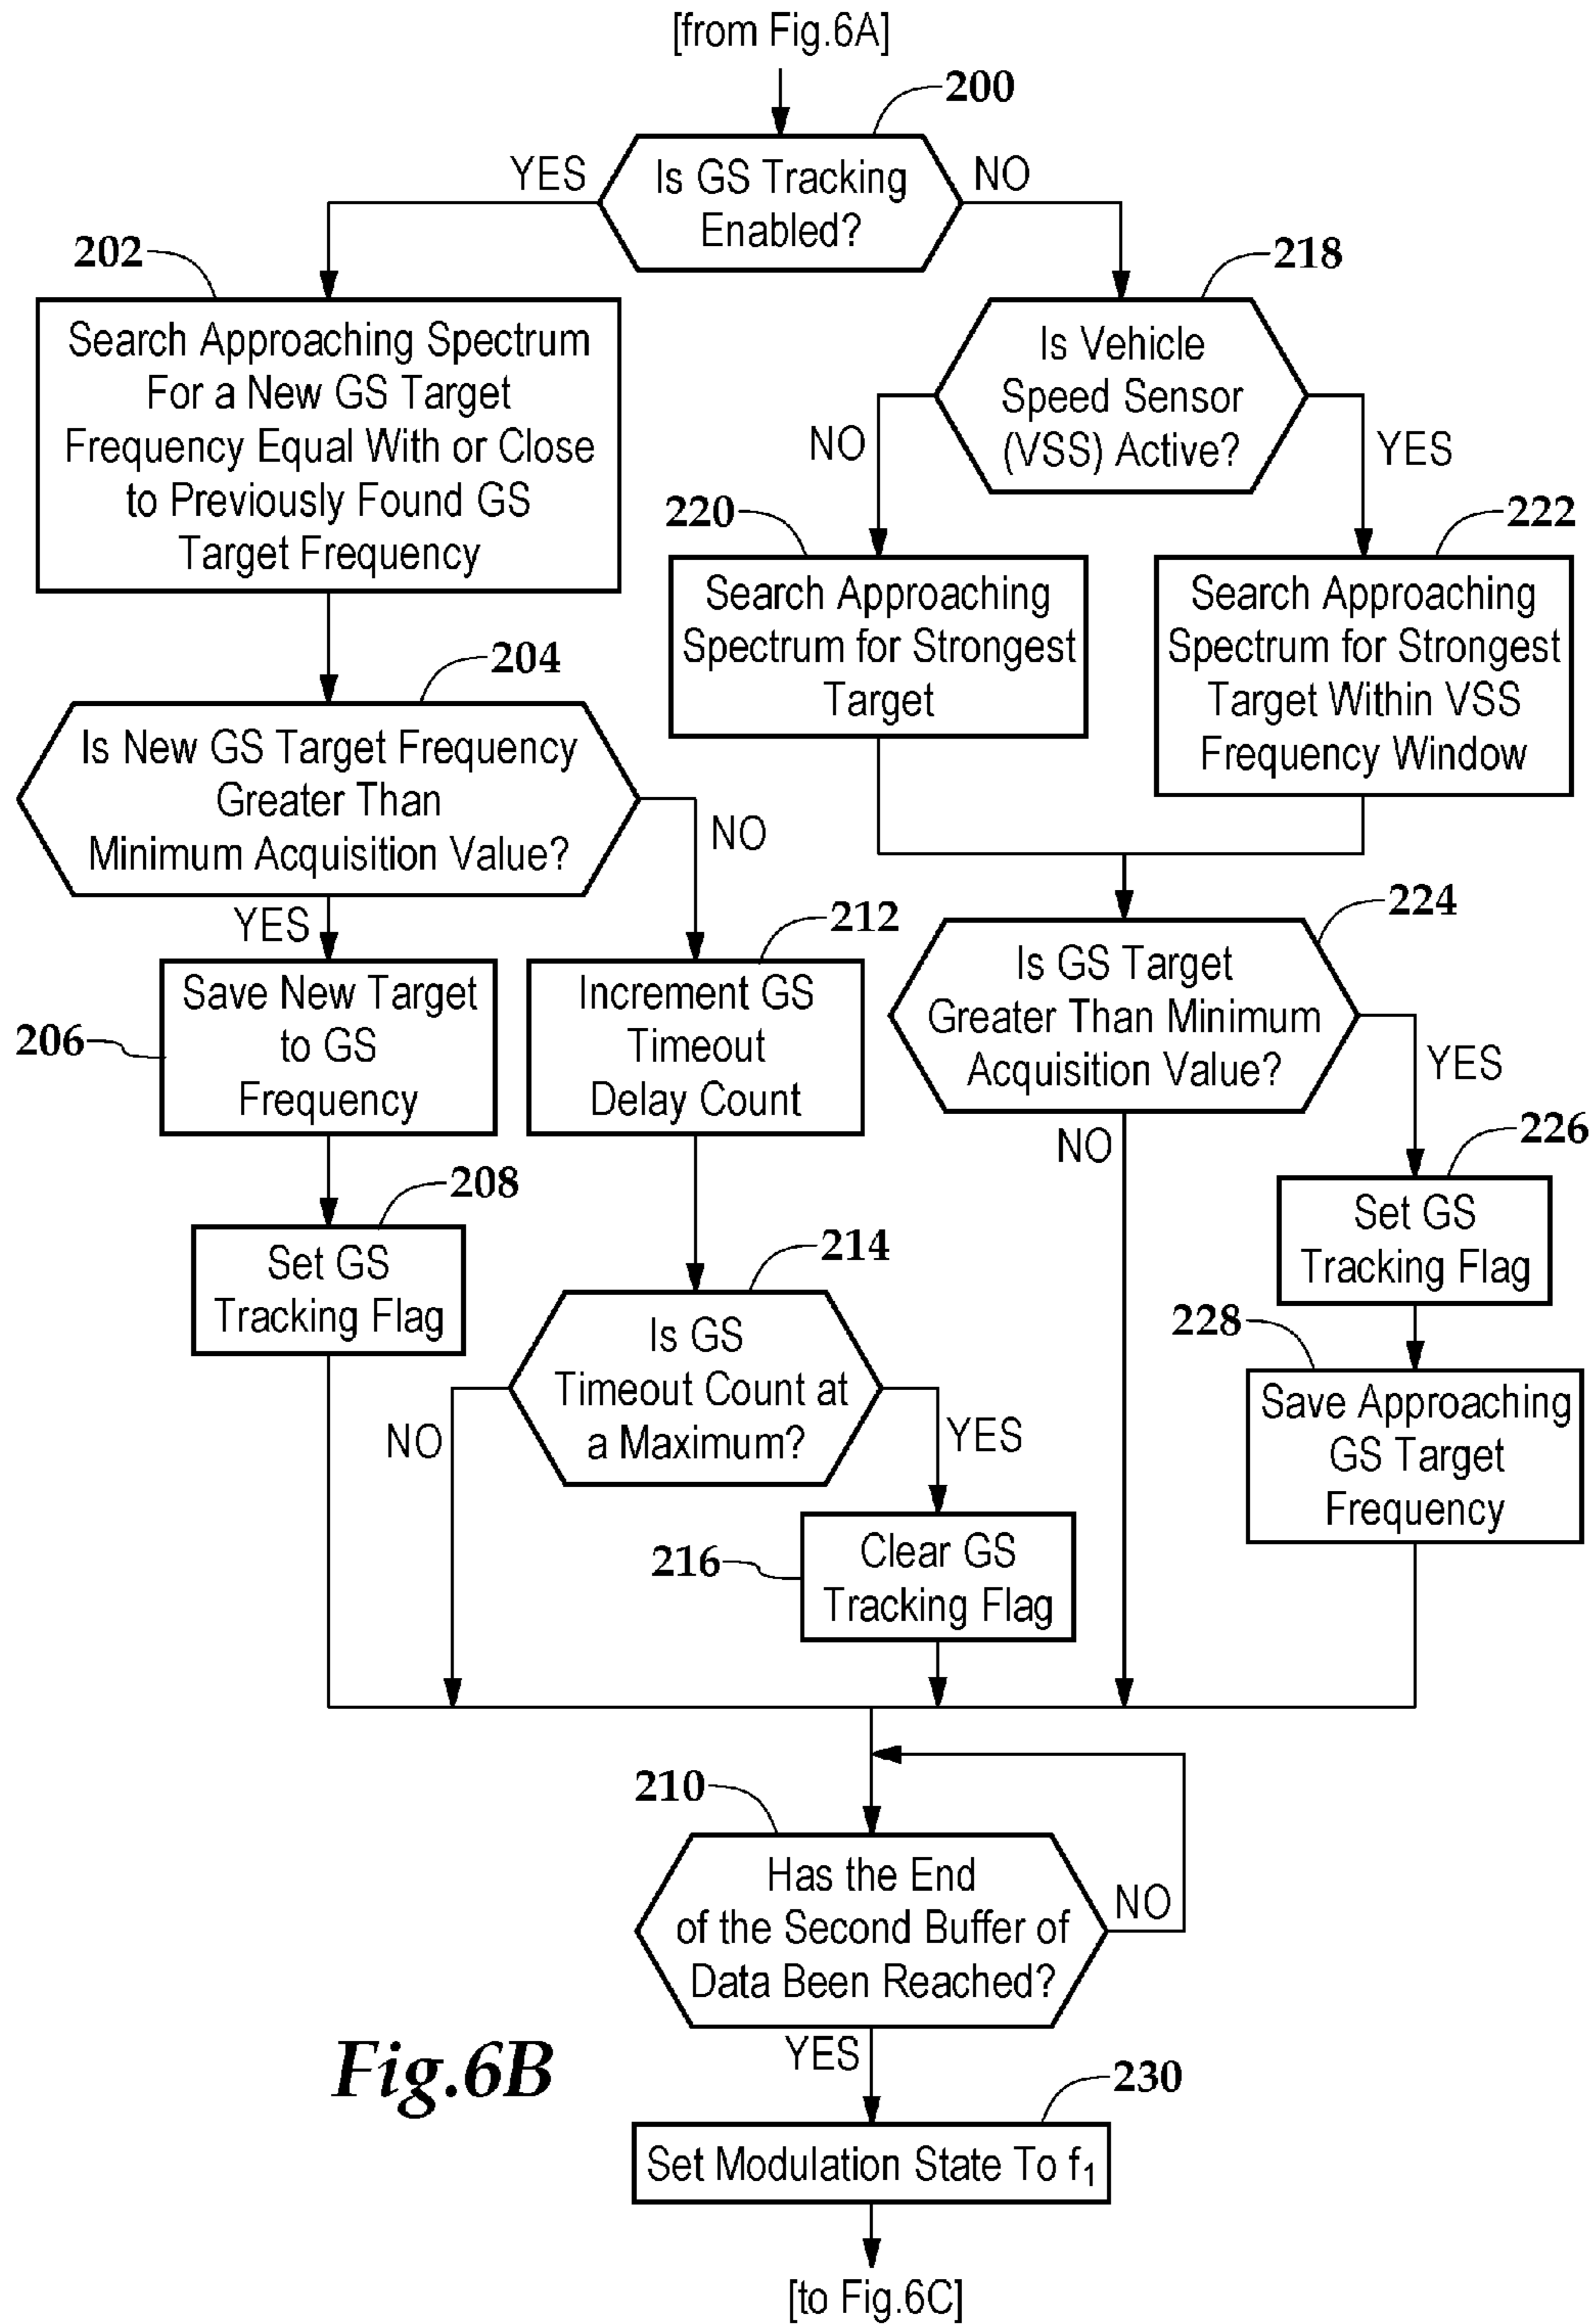 [from Fig.6A]
200
Is GS Tracking
Enabled?
YES
NO
202
Search Approaching Spectrum
For a New GS Target
Frequency Equal With or Close
to Previously Found GS
Target Frequency
218
Is Vehicle
Speed Sensor
(VSS) Active?
NO
YES
220
Search Approaching
Spectrum for Strongest
Target
222
Search Approaching
Spectrum for Strongest
Target Within VSS
Frequency Window
204
Is New GS Target Frequency
Greater Than
Minimum Acquisition Value?
NO
YES
206
Save New Target
to GS
Frequency
212
Increment GS
Timeout
Delay Count
224
Is GS Target
Greater Than Minimum
Acquisition Value?
YES
NO
208
Set GS
Tracking Flag
214
Is GS
Timeout Count at
a Maximum?
NO
YES
226
Set GS
Tracking Flag
228
Save Approaching
GS Target
Frequency
216
Clear GS
Tracking Flag
210
Has the End
of the Second Buffer of
Data Been Reached?
NO
YES
230
Set Modulation State To f₁
[to Fig.6C]
Fig.6B